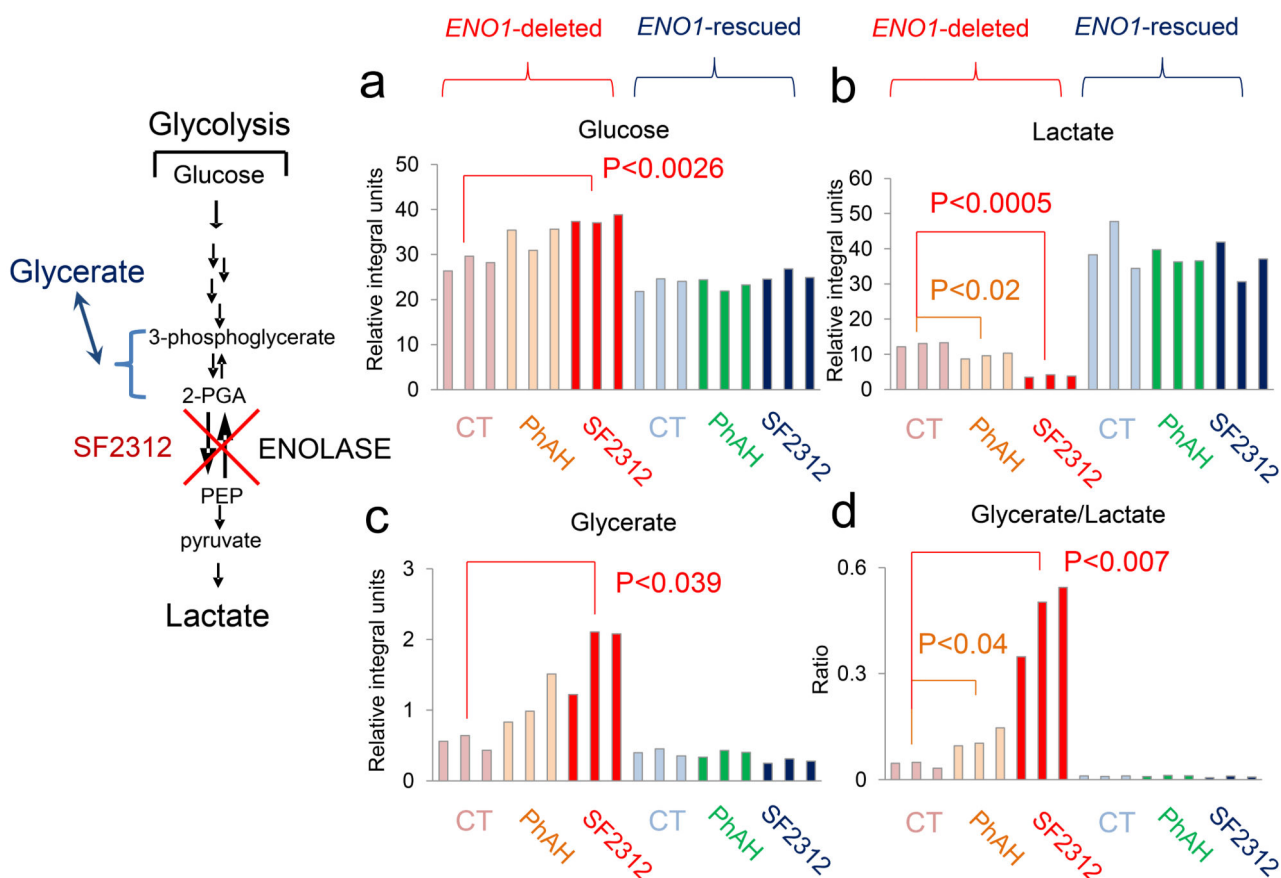 ENO1-deleted
ENO1-rescued
ENO1-deleted
ENO1-rescued
Glycolysis
Glucose
Glycerate
3-phosphoglycerate
2-PGA
SF2312
ENOLASE
PEP
pyruvate
Lactate
a
Glucose
Relative integral units
50
40
30
20
10
0
P<0.0026
CT
PhAH
SF2312
CT
PhAH
SF2312
b
Lactate
Relative integral units
60
50
40
30
20
10
0
P<0.0005
P<0.02
CT
PhAH
SF2312
CT
PhAH
SF2312
c
Glycerate
Relative integral units
3
2
1
0
P<0.039
CT
PhAH
SF2312
CT
PhAH
SF2312
d
Glycerate/Lactate
Ratio
0.6
0.3
0
P<0.007
P<0.04
CT
PhAH
SF2312
CT
PhAH
SF2312